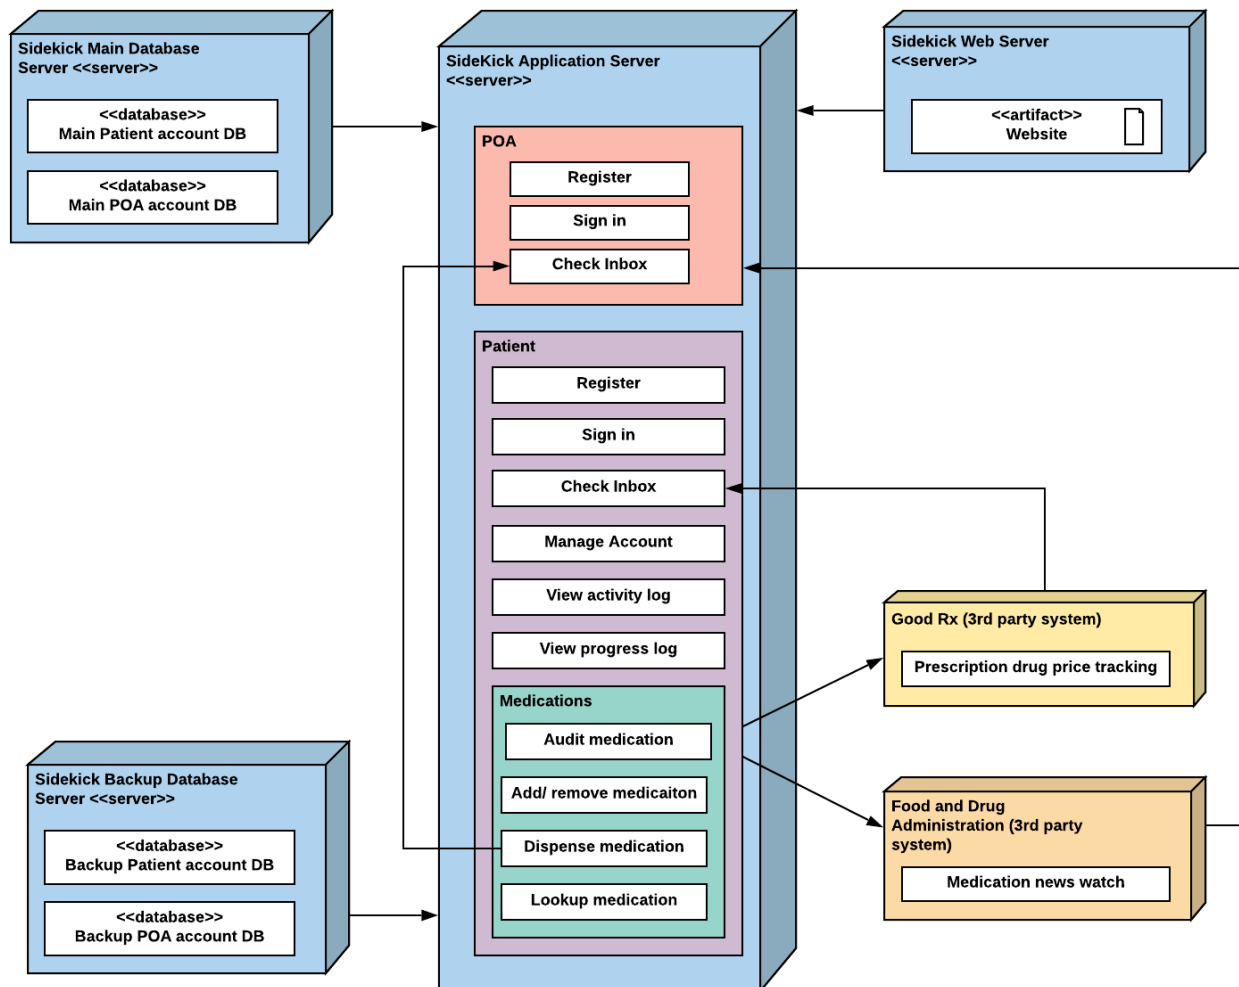 Sidekick Main Database
Server <<server>>
<<database>>
Main Patient account DB
<<database>>
Main POA account DB
SideKick Application Server
<<server>>
POA
Register
Sign in
Check Inbox
Patient
Register
Sign in
Check Inbox
Manage Account
View activity log
View progress log
Medications
Audit medication
Add/ remove medicaiton
Dispense medication
Lookup medication
Sidekick Web Server
<<server>>
<<artifact>>
Website
Good Rx (3rd party system)
Prescription drug price tracking
Food and Drug
Administration (3rd party
system)
Medication news watch
Sidekick Backup Database
Server <<server>>
<<database>>
Backup Patient account DB
<<database>>
Backup POA account DB